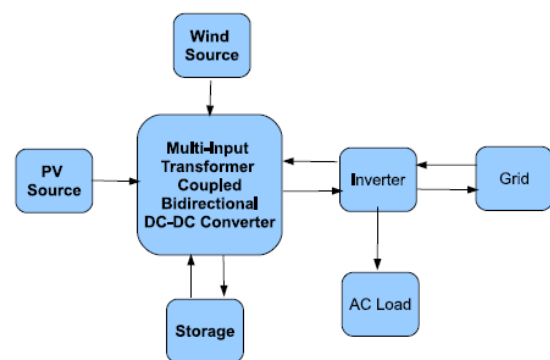 Wind
Source
PV
Source
Multi-Input
Transformer
Coupled
Bidirectional
DC-DC Converter
Inverter
Grid
Storage
AC Load